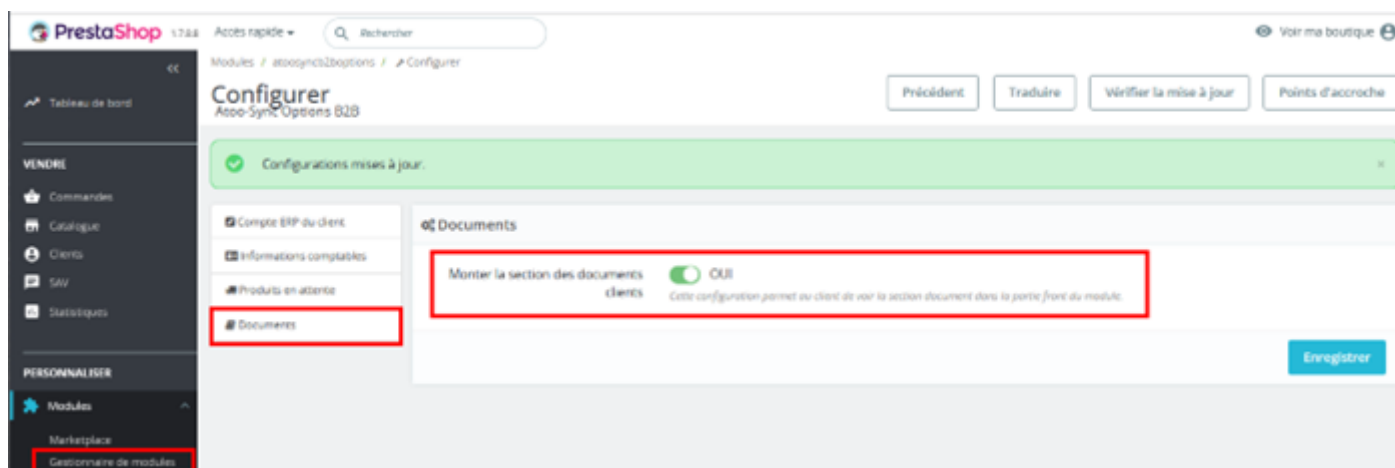 PrestaShop 1.7.8.8 Accès rapide Rechercher Voir ma boutique
Modules / atoosyncb2boptions / Configurer
Configurer
Atoo-Sync Options B2B
Précédent Traduire Vérifier la mise à jour Points d'accroche
Tableau de bord
Configurations mises à jour.
VENDRE
Commandes
Catalogue
Clients
SAV
Statistiques
Compte ERP du client
Informations comptables
Produits en attente
Documents
Documents
Monter la section des documents
clients
OUI
Cette configuration permet au client de voir la section document dans la partie front du module.
Enregistrer
PERSONNALISER
Modules
Marketplace
Gestionnaire de modules